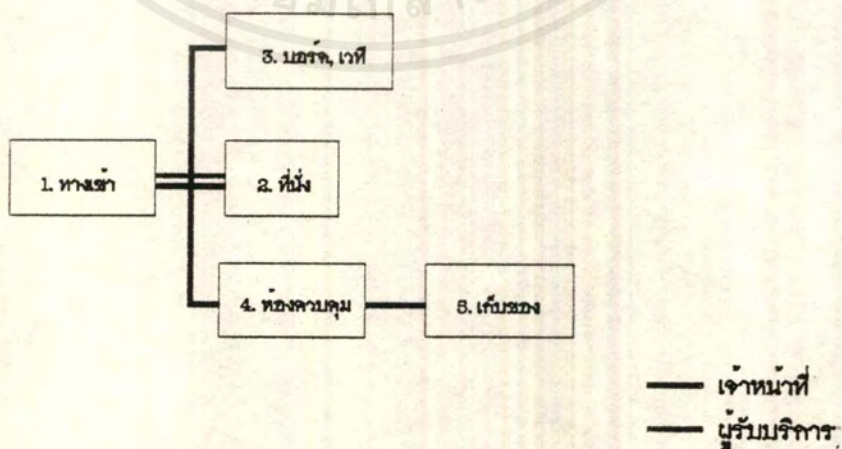 3. บอร์ด, เวที
1. ทางเข้า
2. ที่นั่ง
4. ห้องควบคุม
5. เก็บของ
เจ้าหน้าที่
ผู้รับบริการ